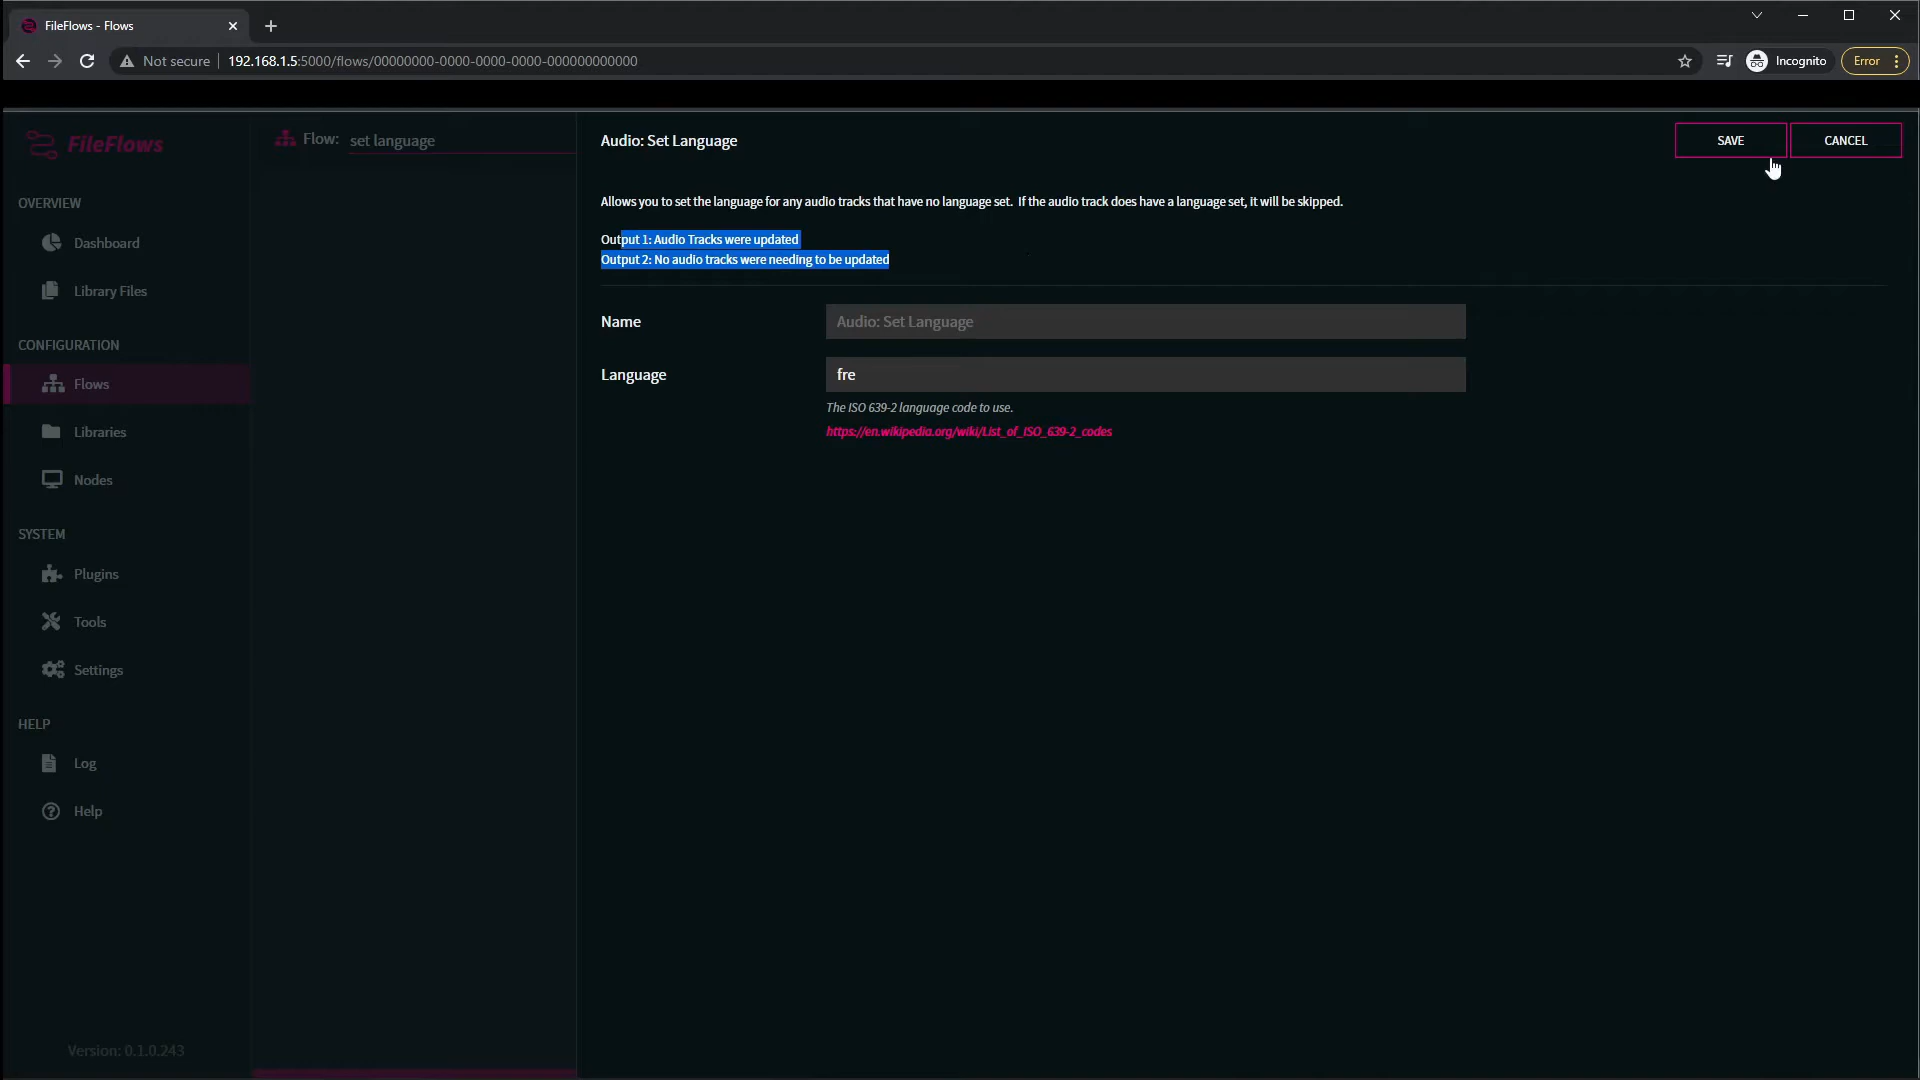 FileFlows - Flows
Not secure
192.168.1.5:5000/flows/00000000-0000-0000-0000-000000000000
Incognito
Error
FileFlows
Flow: set language
Audio: Set Language
SAVE
CANCEL
Allows you to set the language for any audio tracks that have no language set. If the audio track does have a language set, it will be skipped.
Output 1: Audio Tracks were updated
Output 2: No audio tracks were needing to be updated
Name
Audio: Set Language
Language
fre
The ISO 639-2 language code to use.
https://en.wikipedia.org/wiki/List_of_ISO_639-2_codes
OVERVIEW
Dashboard
Library Files
CONFIGURATION
Flows
Libraries
Nodes
SYSTEM
Plugins
Tools
Settings
HELP
Log
Help
Version: 0.1.0.243